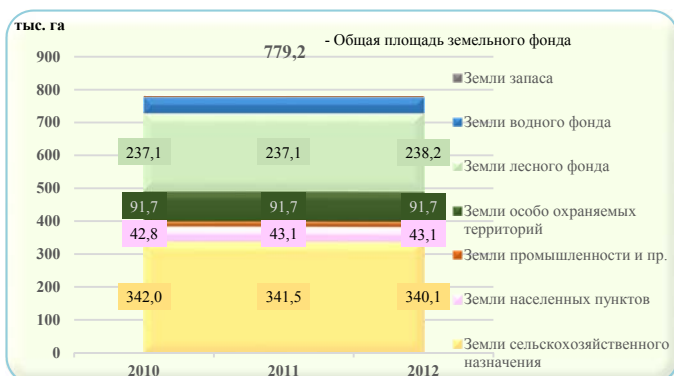 тыс. га
779,2
- Общая площадь земельного фонда
900
800
700
600
500
400
300
200
100
0
237,1 237,1 238,2
91,7 91,7 91,7
42,8 43,1 43,1
342,0 341,5 340,1
2010 2011 2012
Земли запаса
Земли водного фонда
Земли лесного фонда
Земли особо охраняемых
территорий
Земли промышленности и пр.
Земли населенных пунктов
Земли сельскохозяйственного
назначения